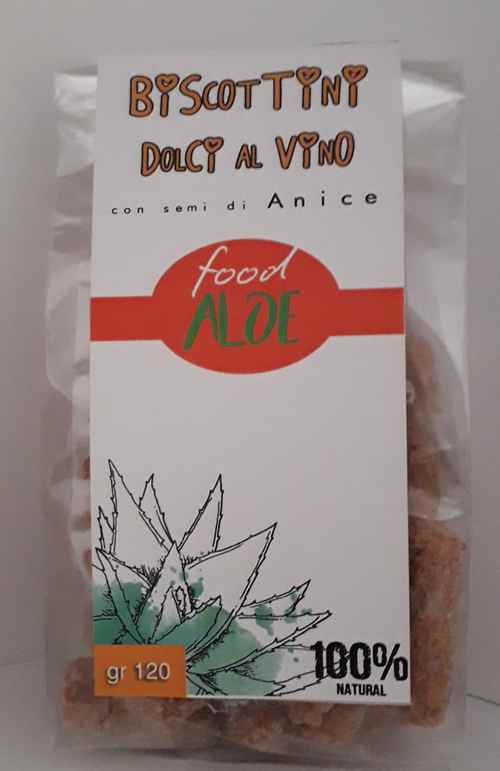 BiSCOTTiNi
DOLCi AL ViNO
con semi di Anice
food
ALOE
gr 120
100%
NATURAL